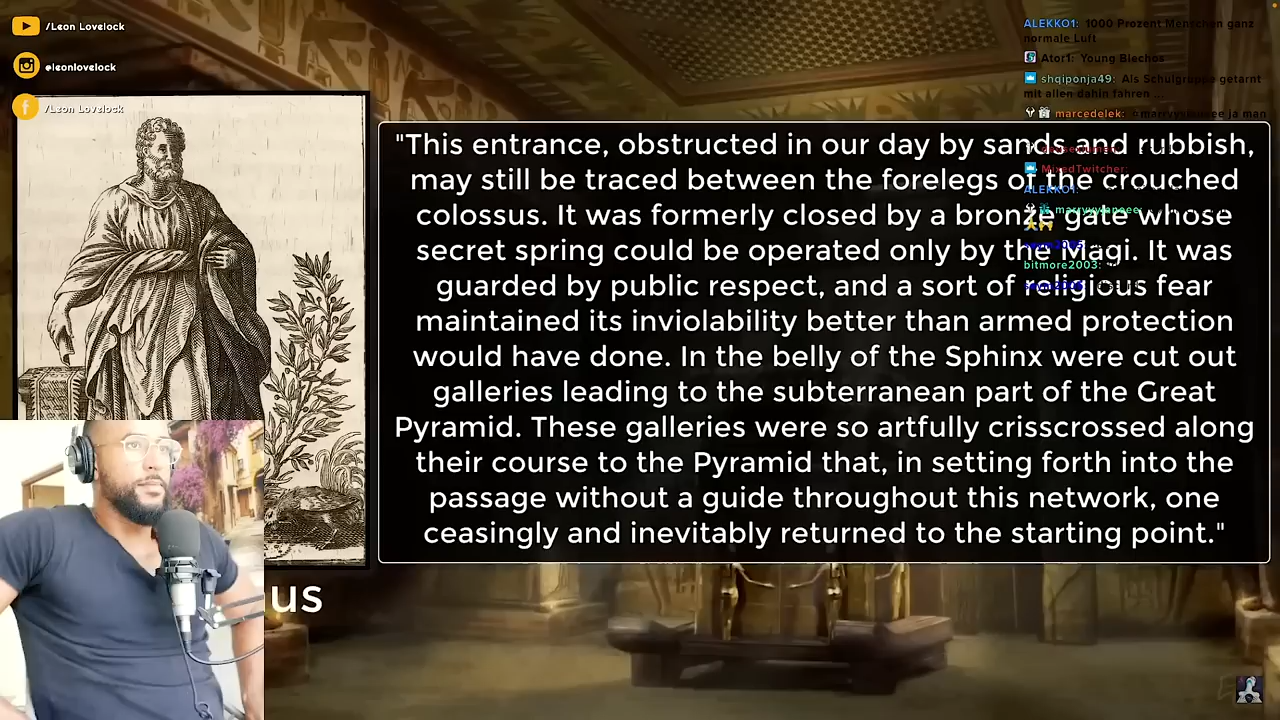 /Leon Lovelock
@leonlovelock
/Leon Lovelock
ALEKKO1: 1000 Prozent Menschen ganz
normale Luft
Ator1: Young Blechos
shqiponja49: Als Schulgruppe getarnt
mit allen dahin fahren ...
marcedelek: ja man
MixedTwitcher:
ALEKKO1:
bitmore2003:
"This entrance, obstructed in our day by sands and rubbish,
may still be traced between the forelegs of the crouched
colossus. It was formerly closed by a bronze gate whose
secret spring could be operated only by the Magi. It was
guarded by public respect, and a sort of religious fear
maintained its inviolability better than armed protection
would have done. In the belly of the Sphinx were cut out
galleries leading to the subterranean part of the Great
Pyramid. These galleries were so artfully crisscrossed along
their course to the Pyramid that, in setting forth into the
passage without a guide throughout this network, one
ceasingly and inevitably returned to the starting point."
us